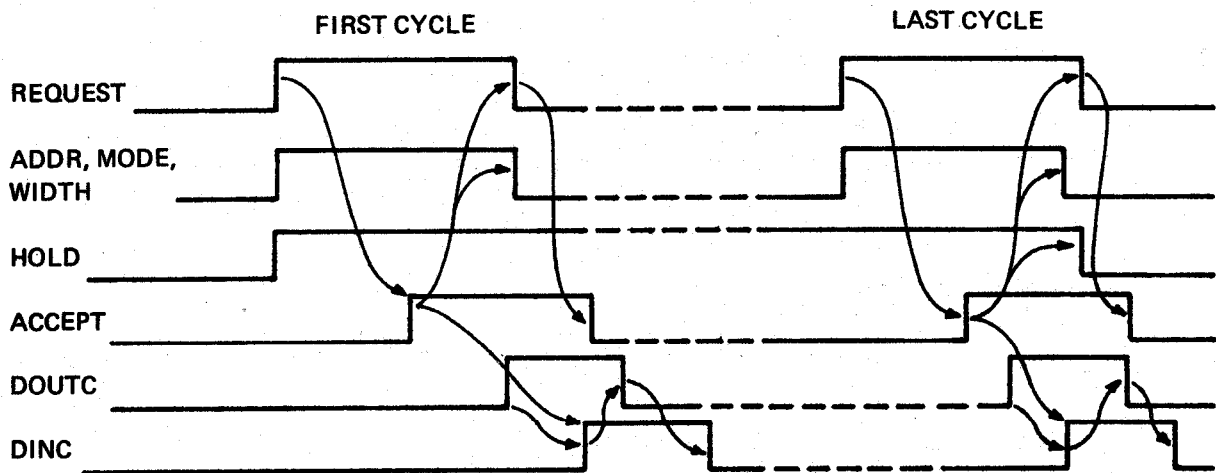 FIRST CYCLE
LAST CYCLE
REQUEST
ADDR, MODE,
WIDTH
HOLD
ACCEPT
DOUTC
DINC